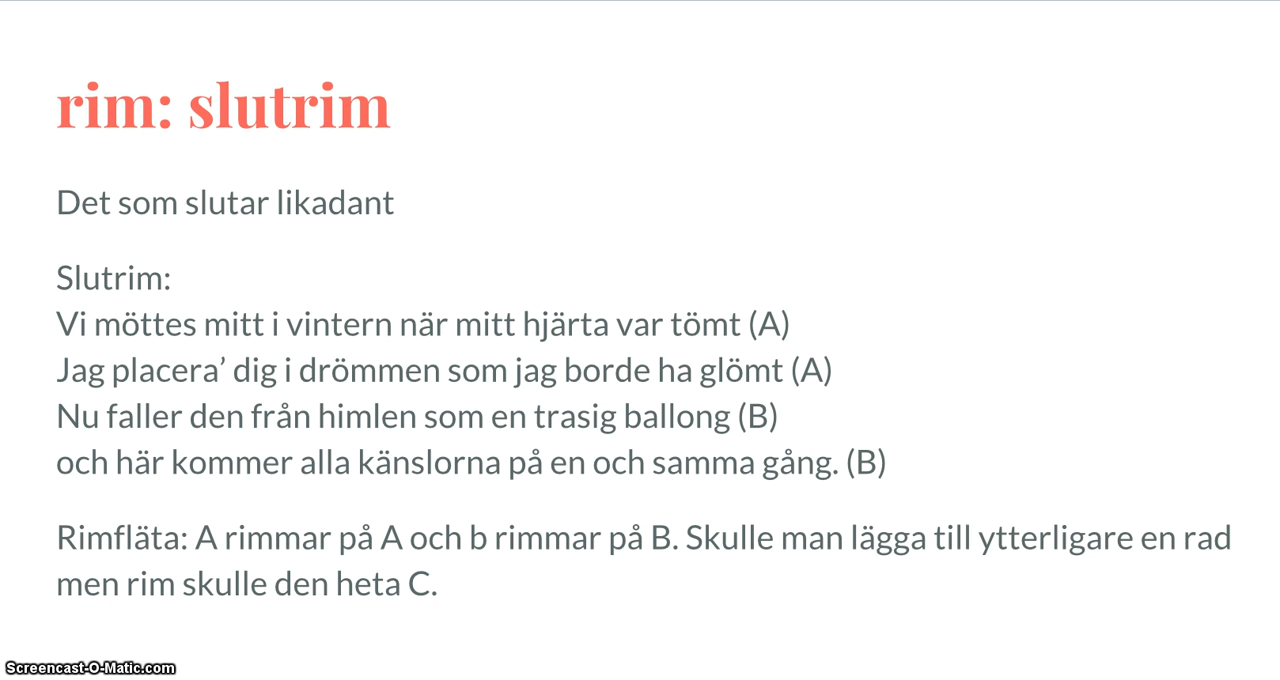 rim: slutrim
Det som slutar likadant
Slutrim:
Vi möttes mitt i vintern när mitt hjärta var tömt (A)
Jag placera’ dig i drömmen som jag borde ha glömt (A)
Nu faller den från himlen som en trasig ballong (B)
och här kommer alla känslorna på en och samma gång. (B)
Rimfläta: A rimmar på A och b rimmar på B. Skulle man lägga till ytterligare en rad
men rim skulle den heta C.
Screencast-O-Matic.com